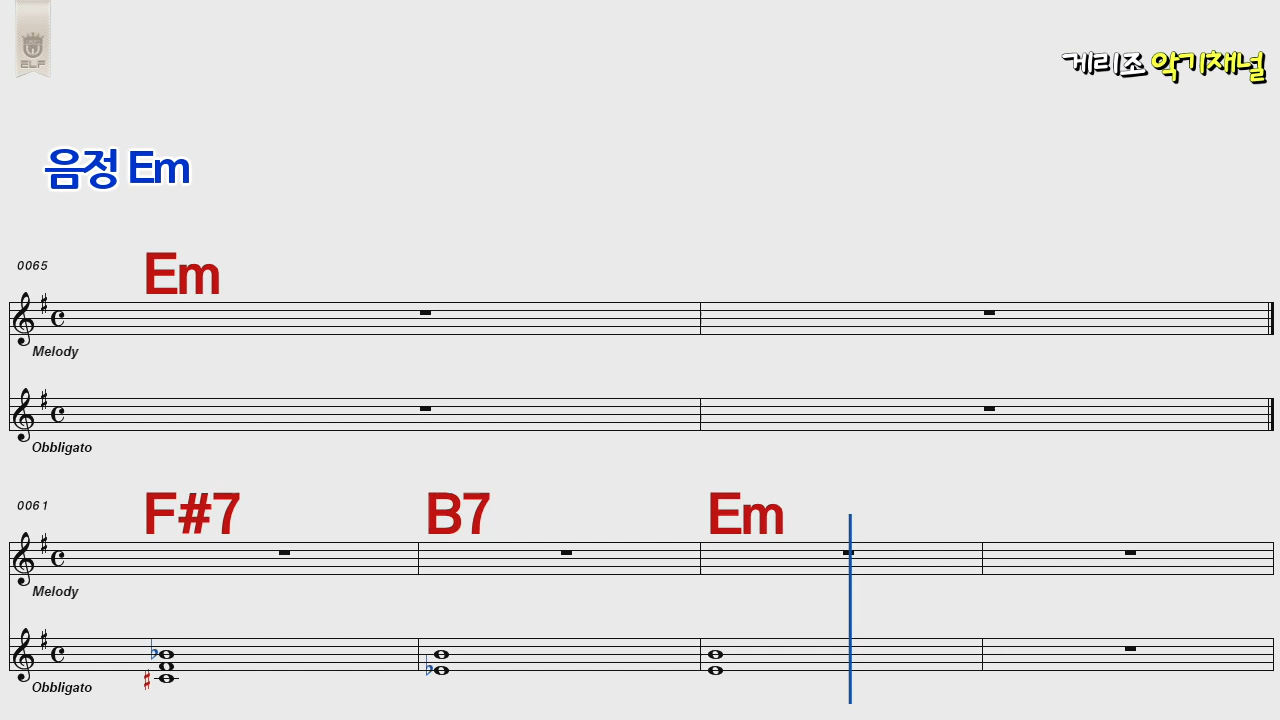 ELF
게리조 악기채널
음정 Em
0065
Em
Melody
Obbligato
0061
F#7 B7 Em
Melody
Obbligato